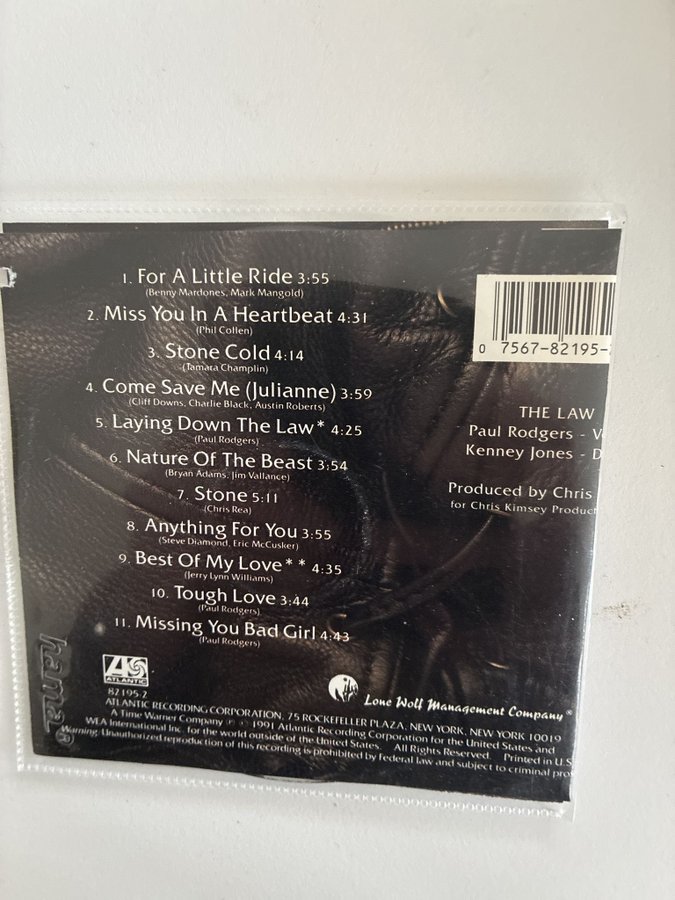 1. For A Little Ride 3:55
(Benny Mardones, Mark Mangold)
2. Miss You In A Heartbeat 4:31
(Phil Collen)
3. Stone Cold 4:14
(Tamara Champlin)
4. Come Save Me (Julianne) 3:59
(Cliff Downs, Charlie Black, Austin Roberts)
5. Laying Down The Law* 4:25
(Paul Rodgers)
6. Nature Of The Beast 3:54
(Bryan Adams, Jim Vallance)
7. Stone 5:11
(Chris Rea)
8. Anything For You 3:55
(Steve Diamond, Eric McCusker)
9. Best Of My Love** 4:35
(Jerry Lynn Williams)
10. Tough Love 3:44
(Paul Rodgers)
11. Missing You Bad Girl 4:43
(Paul Rodgers)
0 7567-82195-
THE LAW
Paul Rodgers - V
Kenney Jones - D
Produced by Chris
for Chris Kimsey Product
hama®
ATLANTIC
82195-2
Lone Wolf Management Company®
ATLANTIC RECORDING CORPORATION, 75 ROCKEFELLER PLAZA, NEW YORK, NEW YORK 10019
A Time Warner Company ℗ © 1991 Atlantic Recording Corporation for the United States and
WEA International Inc. for the world outside of the United States. All Rights Reserved. Printed in U.S
Warning: Unauthorized reproduction of this recording is prohibited by Federal law and subject to criminal pros